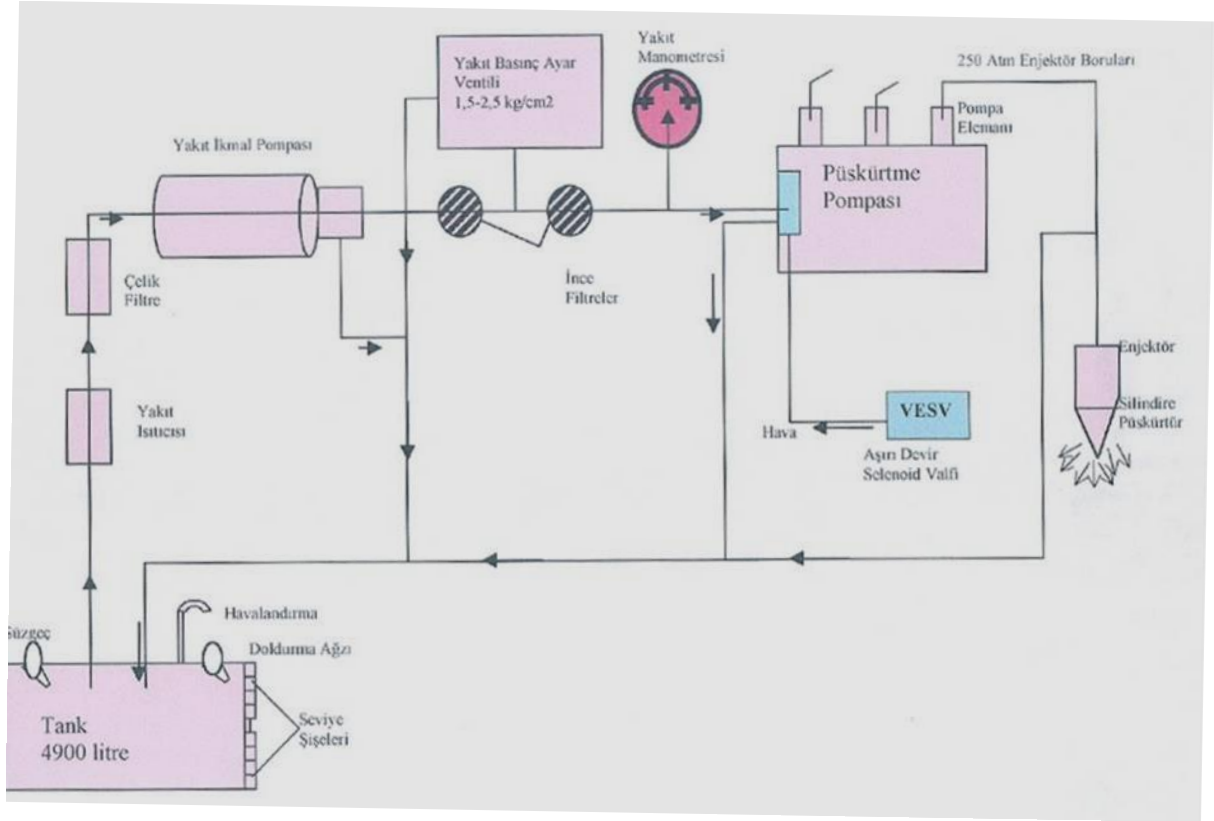 Yakıt
Manometresi
Yakıt Basınç Ayar
Ventili
1,5-2,5 kg/cm2
250 Atm Enjektör Boruları
Pompa
Elemanı
Yakıt İkmal Pompası
Püskürtme
Pompası
Çelik
Filtre
İnce
Filtreler
Enjektör
Silindire
Püskürtür
Yakıt
Isıtıcısı
VESV
Hava
Aşırı Devir
Selenoid Valfi
Havalandırma
Süzgeç
Doldurma Ağzı
Tank
4900 litre
Seviye
Şişeleri